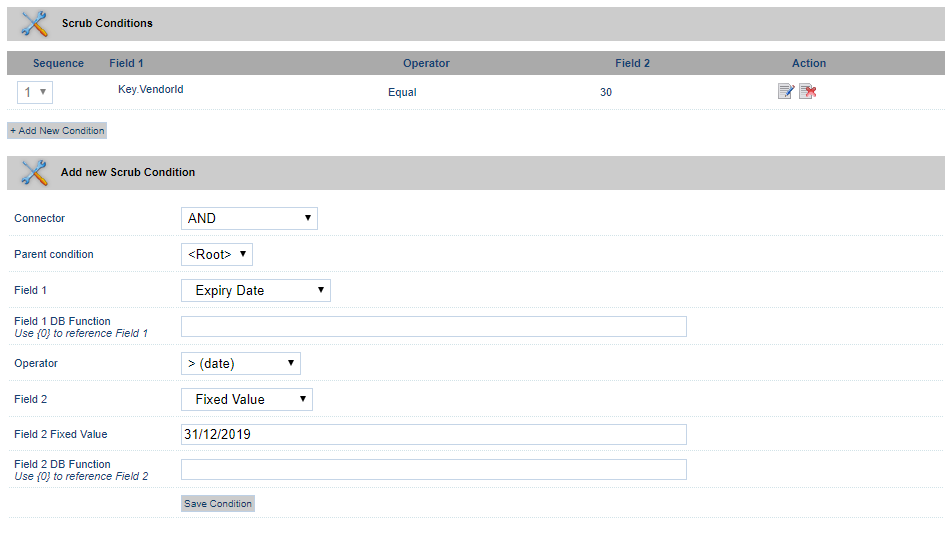 Scrub Conditions
Sequence Field 1 Operator Field 2 Action
1 Key.VendorId Equal 30
+ Add New Condition
Add new Scrub Condition
Connector AND
Parent condition <Root>
Field 1 Expiry Date
Field 1 DB Function
Use {0} to reference Field 1
Operator > (date)
Field 2 Fixed Value
Field 2 Fixed Value 31/12/2019
Field 2 DB Function
Use {0} to reference Field 2
Save Condition